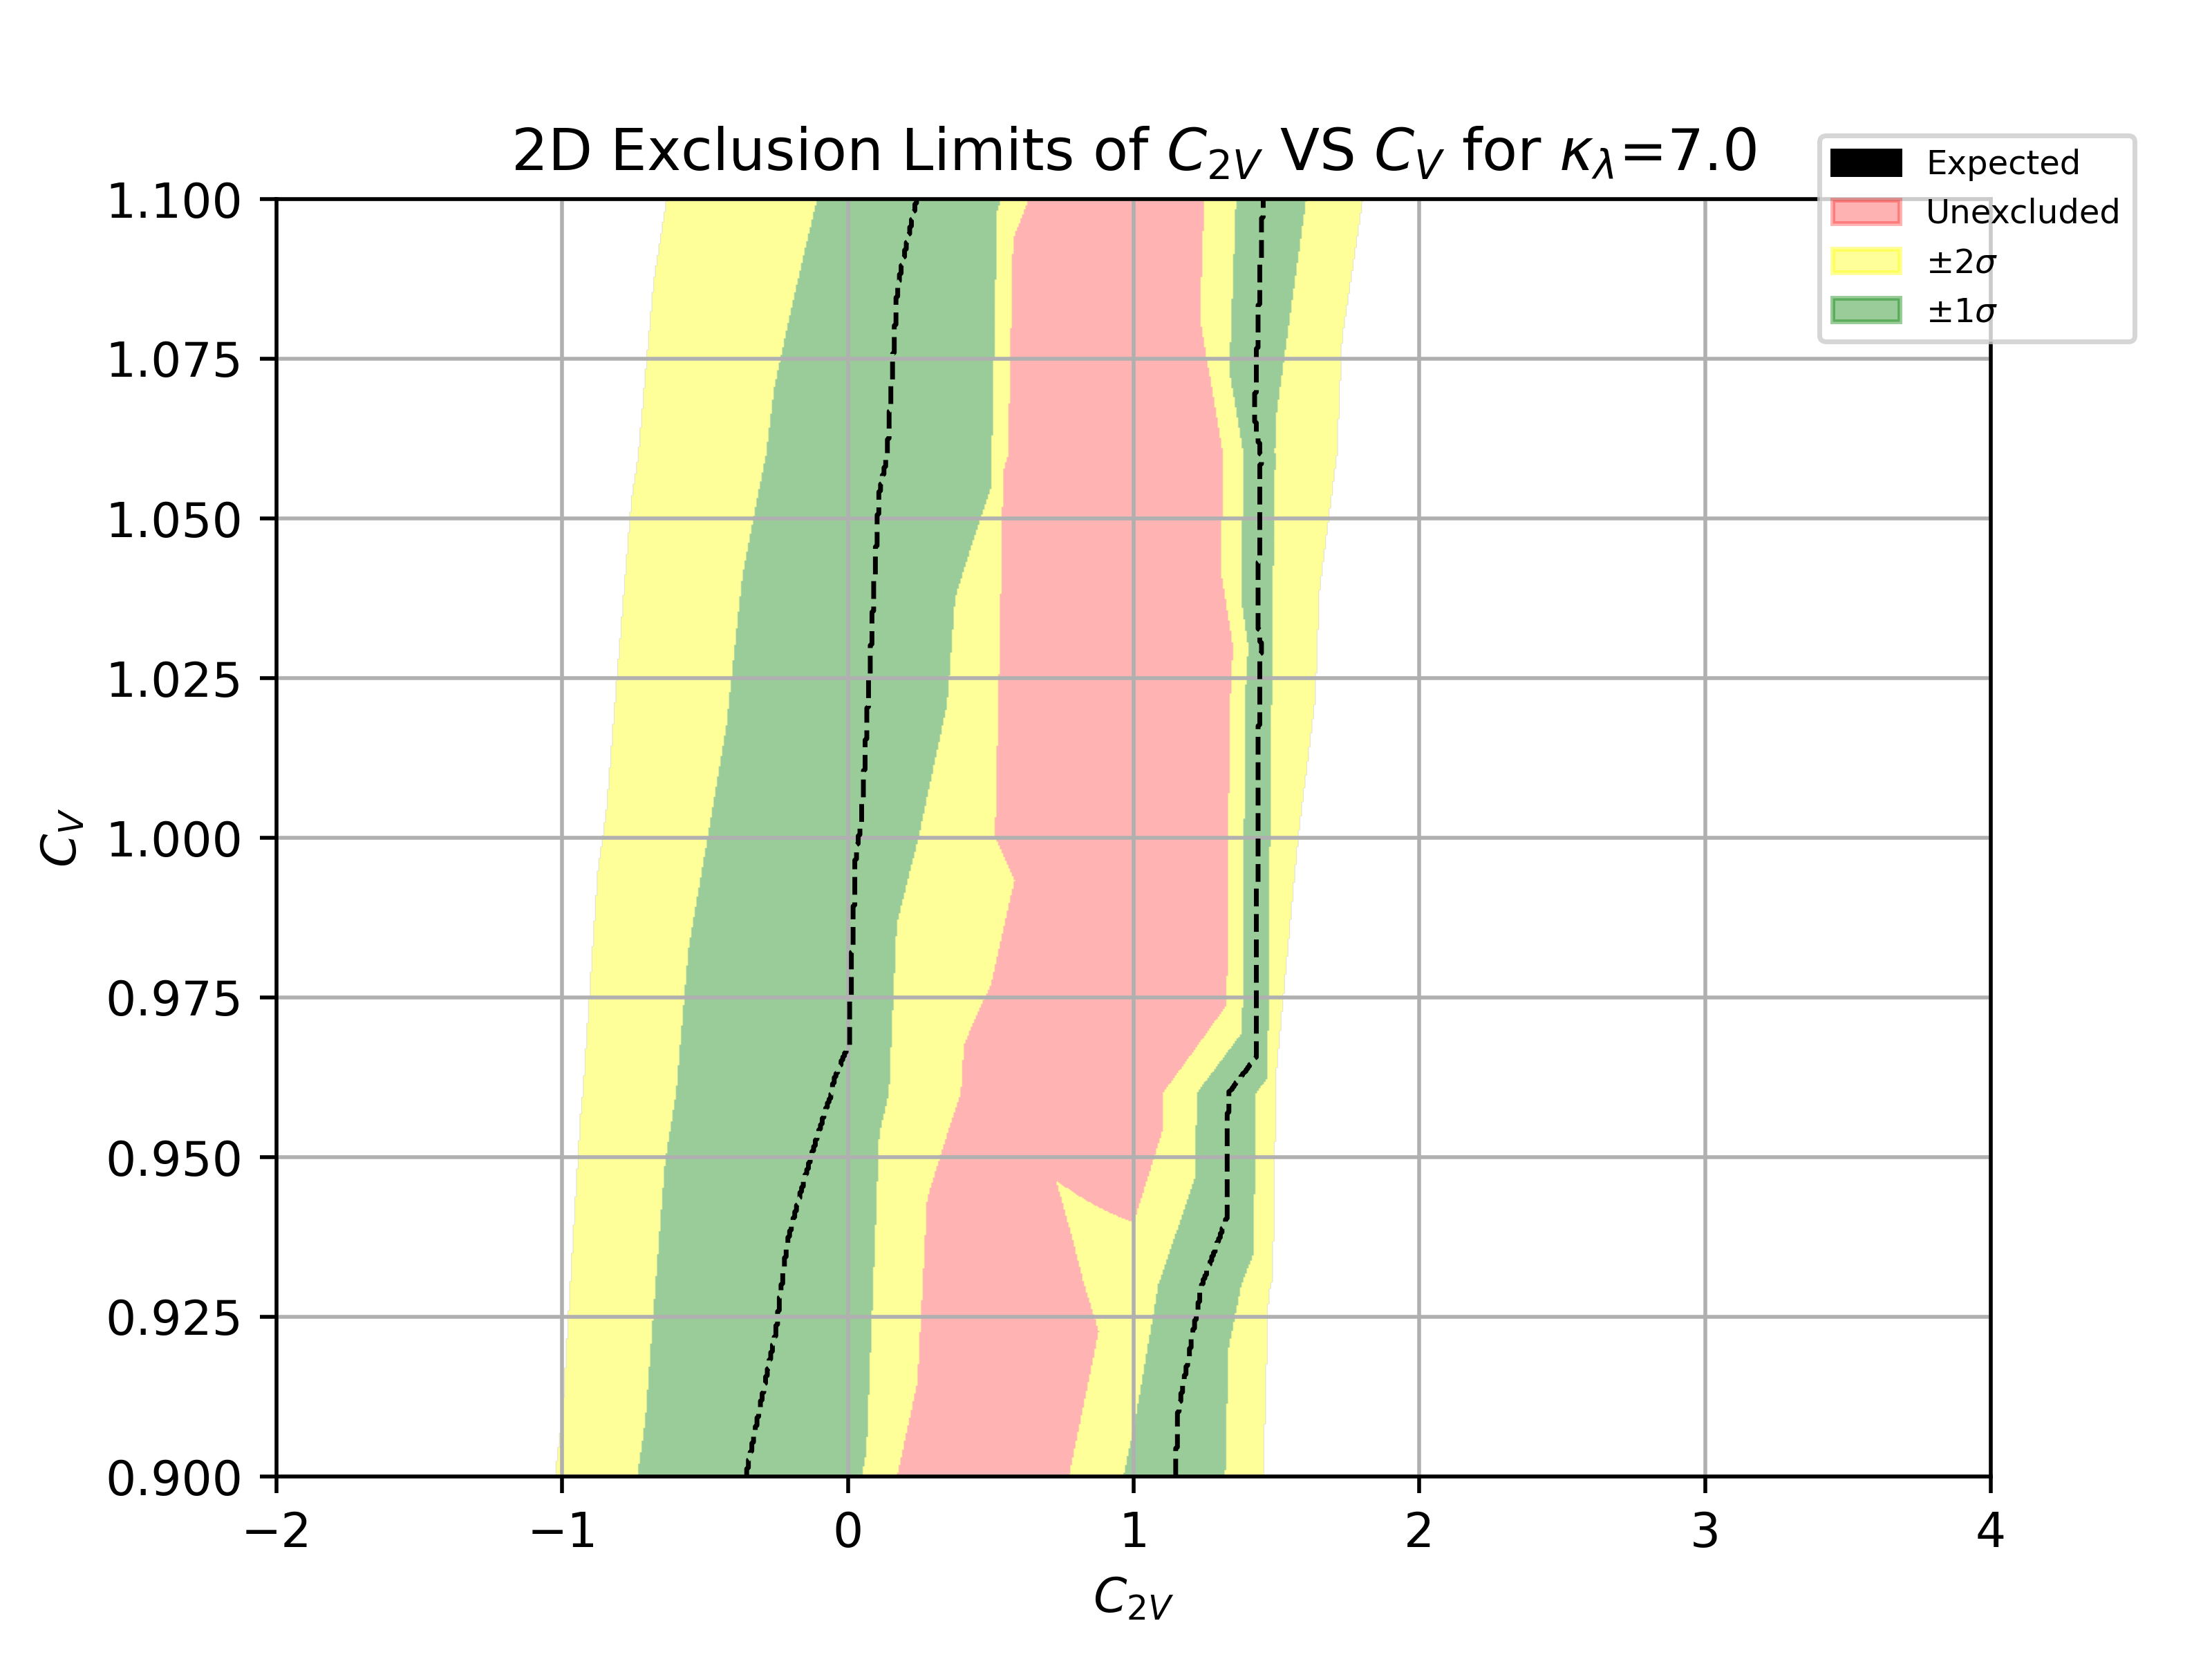 2D Exclusion Limits of C₂V VS CV for κλ=7.0
Expected
Unexcluded
±2σ
±1σ
1.100
1.075
1.050
1.025
1.000
0.975
0.950
0.925
0.900
CV
−2
−1
0
1
2
3
4
C₂V